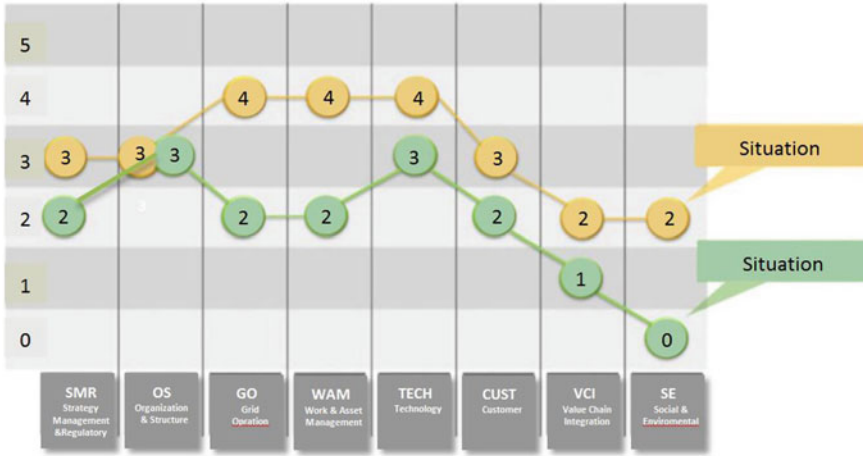 5
4
3
2
1
0
4 4 4
3 3 3 3 3
2 2 2 2 2 2
1
0
3
Situation
Situation
SMR
Strategy
Management
&Regulatory
OS
Organization
& Structure
GO
Grid
Opration
WAM
Work & Asset
Management
TECH
Technology
CUST
Customer
VCI
Value Chain
Integration
SE
Social &
Enviromental